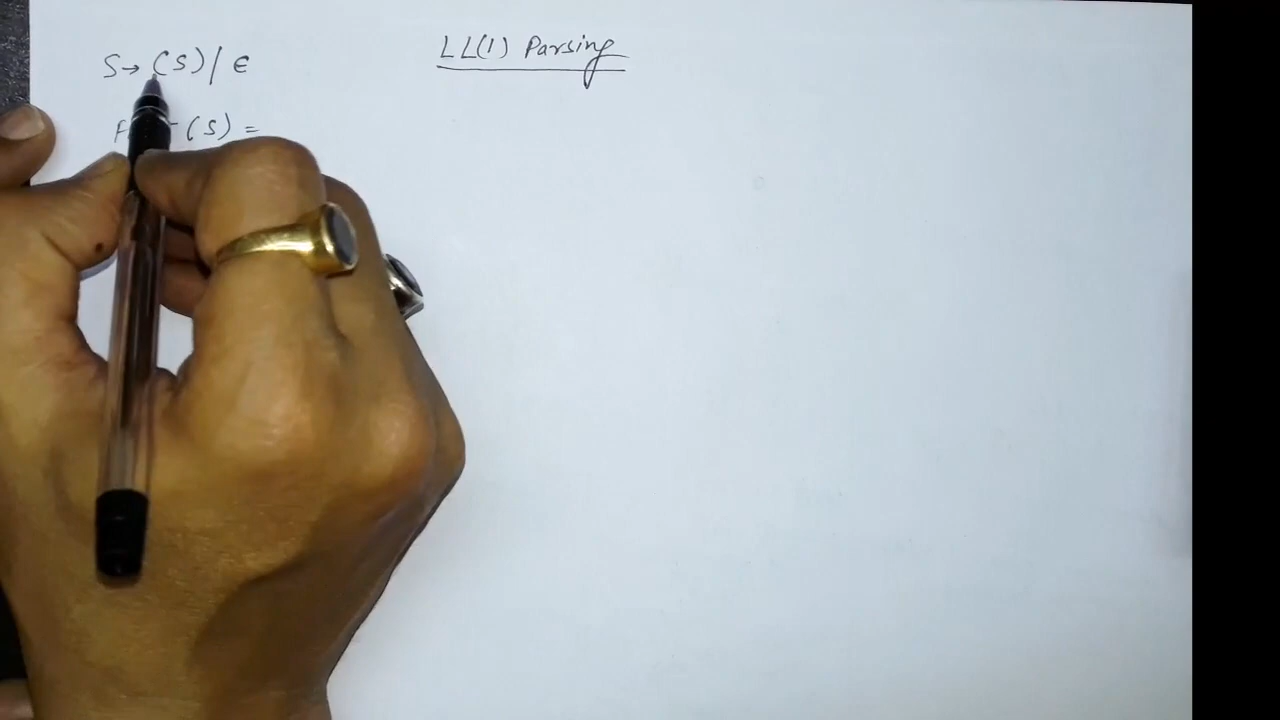 LL(1) Parsing
S → (S) / ϵ
(S) =